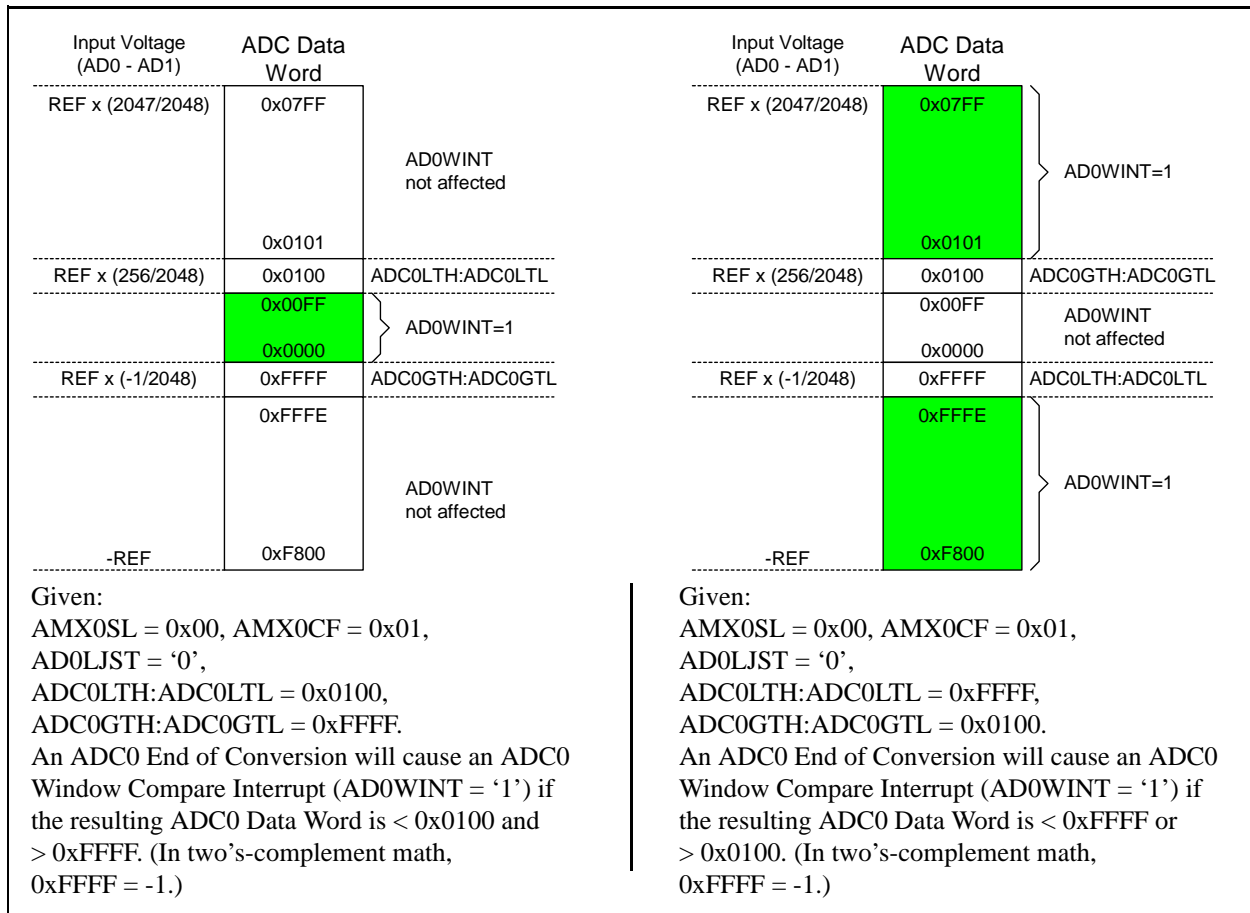 Input Voltage
(AD0 - AD1)
ADC Data
Word
REF x (2047/2048)
0x07FF
AD0WINT
not affected
0x0101
REF x (256/2048)
0x0100
ADC0LTH:ADC0LTL
0x00FF
AD0WINT=1
0x0000
REF x (-1/2048)
0xFFFF
ADC0GTH:ADC0GTL
0xFFFE
AD0WINT
not affected
-REF
0xF800
Given:
AMX0SL = 0x00, AMX0CF = 0x01,
AD0LJST = ‘0’,
ADC0LTH:ADC0LTL = 0x0100,
ADC0GTH:ADC0GTL = 0xFFFF.
An ADC0 End of Conversion will cause an ADC0
Window Compare Interrupt (AD0WINT = ‘1’) if
the resulting ADC0 Data Word is < 0x0100 and
> 0xFFFF. (In two’s-complement math,
0xFFFF = -1.)
Input Voltage
(AD0 - AD1)
ADC Data
Word
REF x (2047/2048)
0x07FF
AD0WINT=1
0x0101
REF x (256/2048)
0x0100
ADC0GTH:ADC0GTL
0x00FF
AD0WINT
not affected
0x0000
REF x (-1/2048)
0xFFFF
ADC0LTH:ADC0LTL
0xFFFE
AD0WINT=1
-REF
0xF800
Given:
AMX0SL = 0x00, AMX0CF = 0x01,
AD0LJST = ‘0’,
ADC0LTH:ADC0LTL = 0xFFFF,
ADC0GTH:ADC0GTL = 0x0100.
An ADC0 End of Conversion will cause an ADC0
Window Compare Interrupt (AD0WINT = ‘1’) if
the resulting ADC0 Data Word is < 0xFFFF or
> 0x0100. (In two’s-complement math,
0xFFFF = -1.)